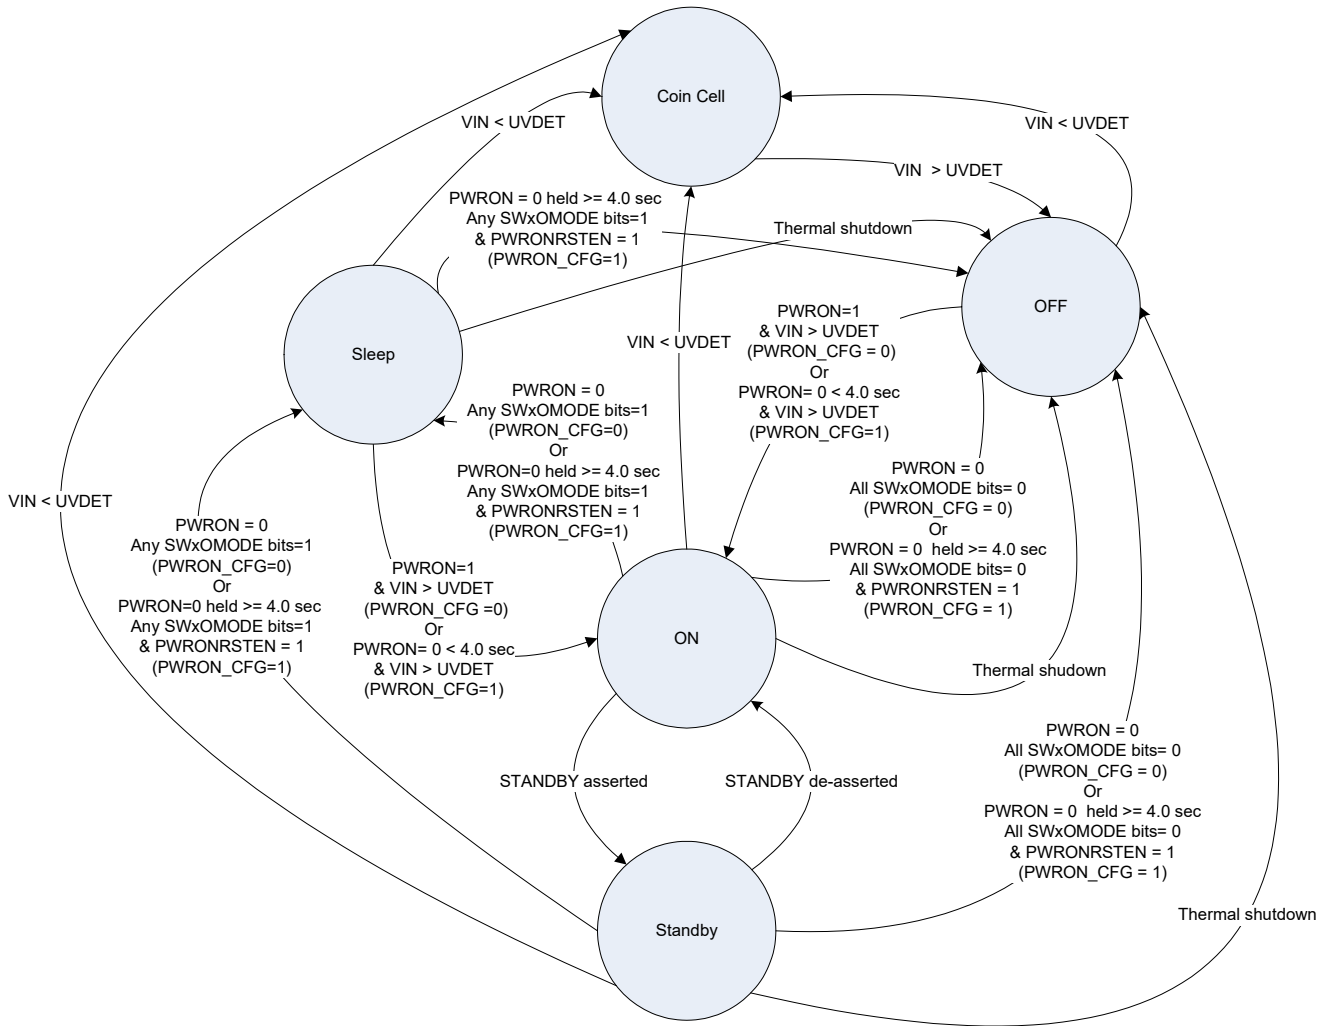 Coin Cell
VIN < UVDET
VIN < UVDET
VIN  > UVDET
PWRON = 0 held >= 4.0 sec
Any SWxOMODE bits=1
& PWRONRSTEN = 1
(PWRON_CFG=1)
Thermal shutdown
OFF
Sleep
VIN < UVDET
PWRON=1
& VIN > UVDET
(PWRON_CFG = 0)
Or
PWRON= 0 < 4.0 sec
& VIN > UVDET
(PWRON_CFG=1)
PWRON = 0
Any SWxOMODE bits=1
(PWRON_CFG=0)
Or
PWRON=0 held >= 4.0 sec
Any SWxOMODE bits=1
& PWRONRSTEN = 1
(PWRON_CFG=1)
PWRON = 0
All SWxOMODE bits= 0
(PWRON_CFG = 0)
Or
PWRON = 0  held >= 4.0 sec
All SWxOMODE bits= 0
& PWRONRSTEN = 1
(PWRON_CFG = 1)
VIN < UVDET
PWRON = 0
Any SWxOMODE bits=1
(PWRON_CFG=0)
Or
PWRON=0 held >= 4.0 sec
Any SWxOMODE bits=1
& PWRONRSTEN = 1
(PWRON_CFG=1)
PWRON=1
& VIN > UVDET
(PWRON_CFG =0)
Or
PWRON= 0 < 4.0 sec
& VIN > UVDET
(PWRON_CFG=1)
ON
Thermal shudown
STANDBY asserted
STANDBY de-asserted
PWRON = 0
All SWxOMODE bits= 0
(PWRON_CFG = 0)
Or
PWRON = 0  held >= 4.0 sec
All SWxOMODE bits= 0
& PWRONRSTEN = 1
(PWRON_CFG = 1)
Standby
Thermal shutdown